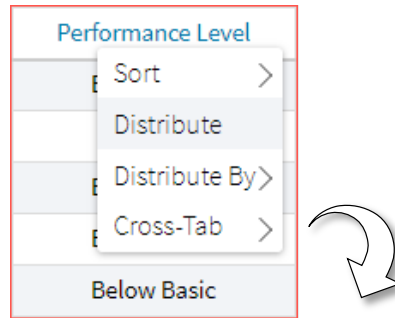 Performance Level
Sort
Distribute
Distribute By
Cross-Tab
Below Basic